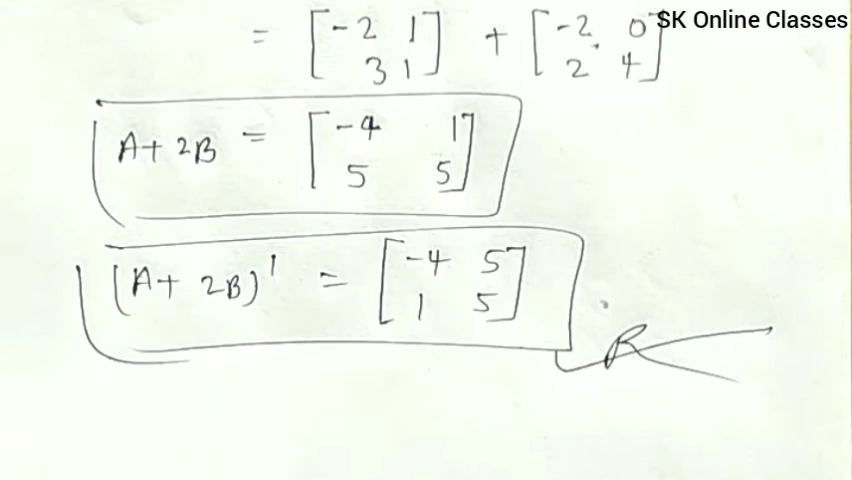 SK Online Classes
= [-2 1] + [-2 0]
3 1 2 4
A+ 2B = [-4 1]
5 5
(A+ 2B)' = [-4 5]
1 5